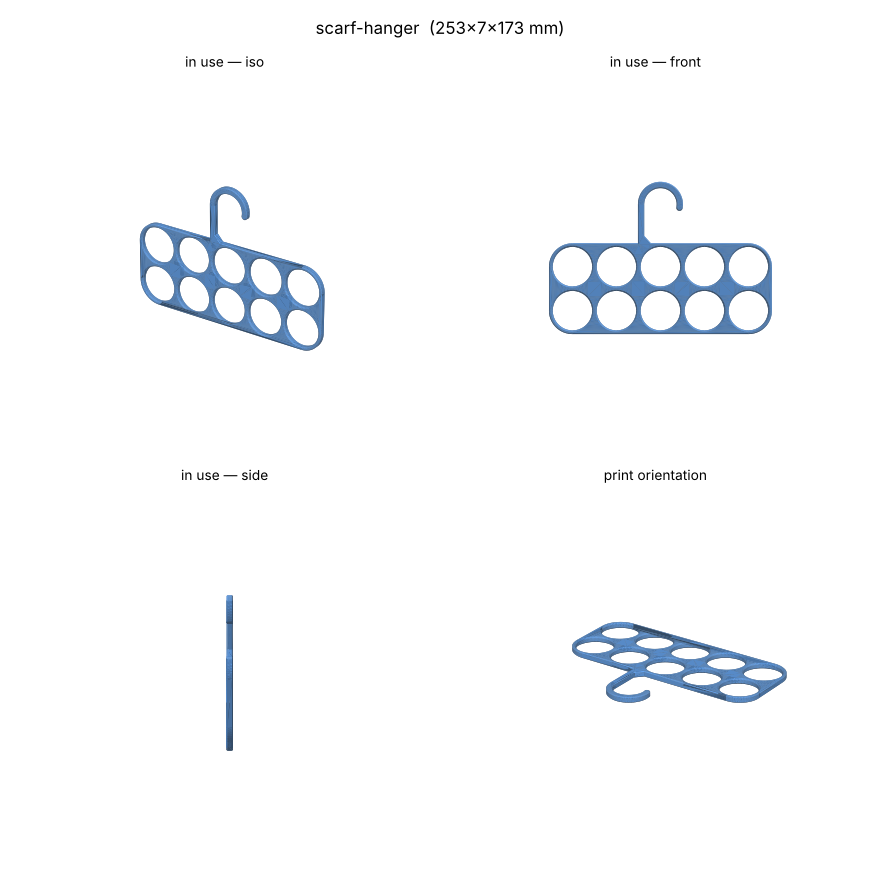 scarf-hanger (253×7×173 mm)
in use — iso
in use — front
in use — side
print orientation